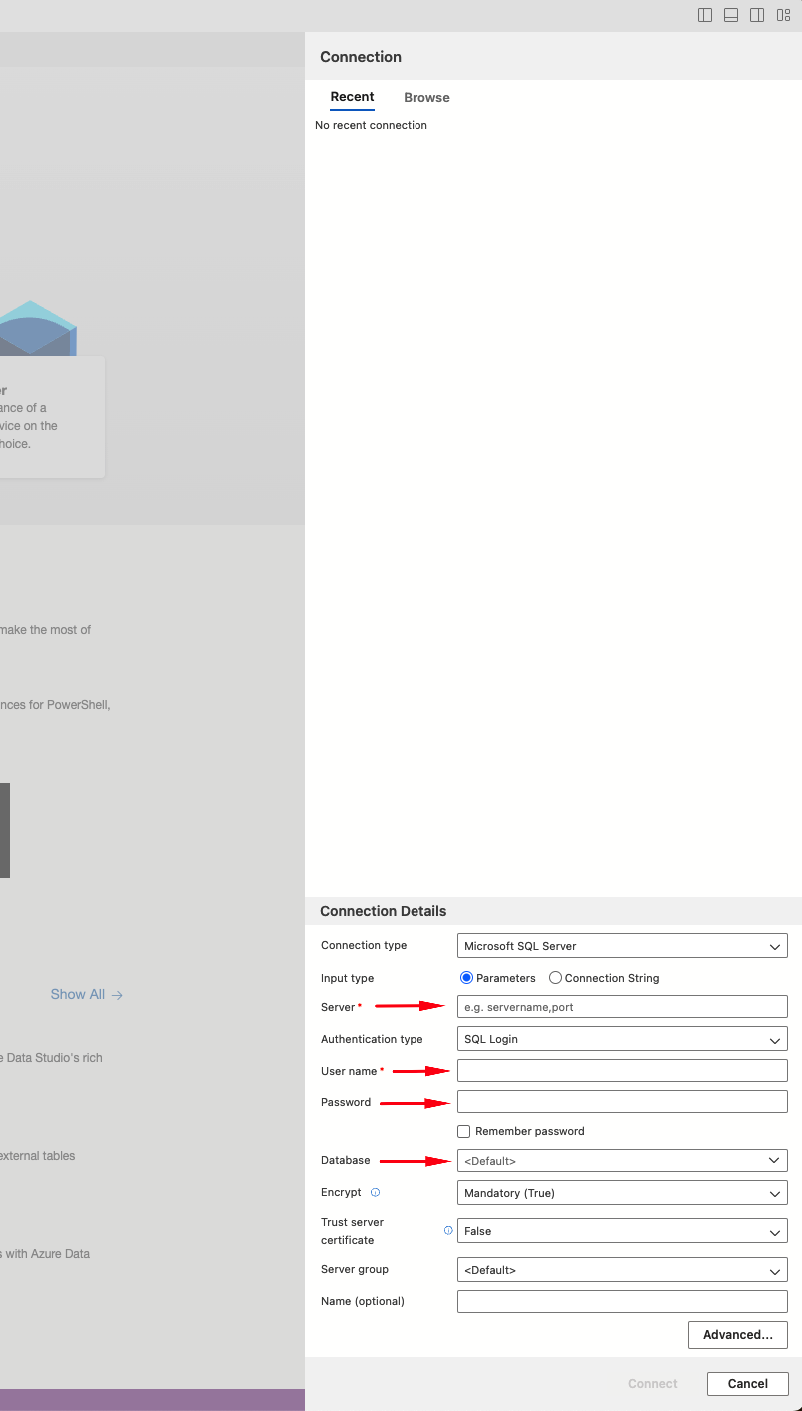 Connection
Recent Browse
No recent connection
er
ance of a
vice on the
hoice.
make the most of
nces for PowerShell,
Show All →
e Data Studio's rich
external tables
s with Azure Data
Connection Details
Connection type Microsoft SQL Server
Input type Parameters Connection String
Server * e.g. servername,port
Authentication type SQL Login
User name *
Password
Remember password
Database <Default>
Encrypt Mandatory (True)
Trust server
certificate False
Server group <Default>
Name (optional)
Advanced...
Connect Cancel